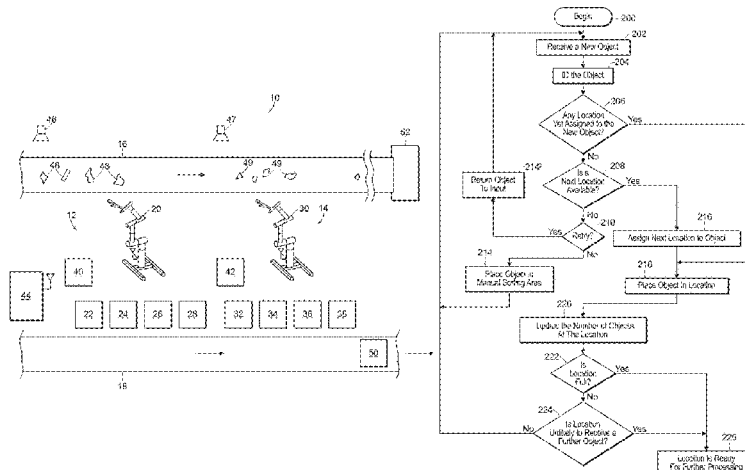 10
46
47
62
16
46
48
49
49
12
20
30
14
40
42
44
22
24
26
28
32
34
36
38
50
18
Begin
200
202
Receive a New Object
204
ID the Object
206
Any Location
Yet Assigned to the
New Object?
Yes
No
208
Is a
Next Location
Available?
Yes
No
212
Return Object
To Input
210
Retry?
Yes
No
214
Place Object in
Manual Sorting Area
216
Assign Next Location to Object
218
Place Object in Location
220
Update the Number of Objects
At The Location
222
Is
Location
Full?
Yes
No
224
Is Location
Unlikely to Receive a
Further Object?
No
Yes
Location Is Ready
For Further Processing